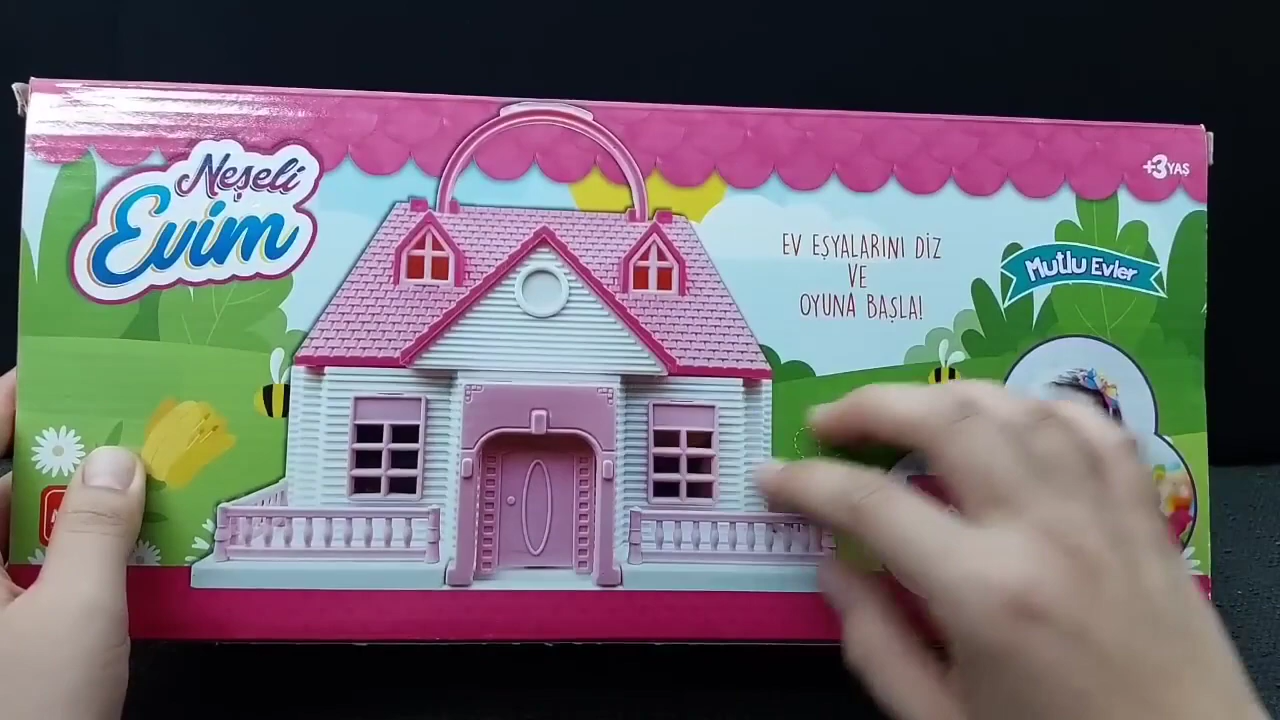 Neşeli
Evim
+3 YAŞ
EV EŞYALARINI DİZ
VE
OYUNA BAŞLA!
Mutlu Evler